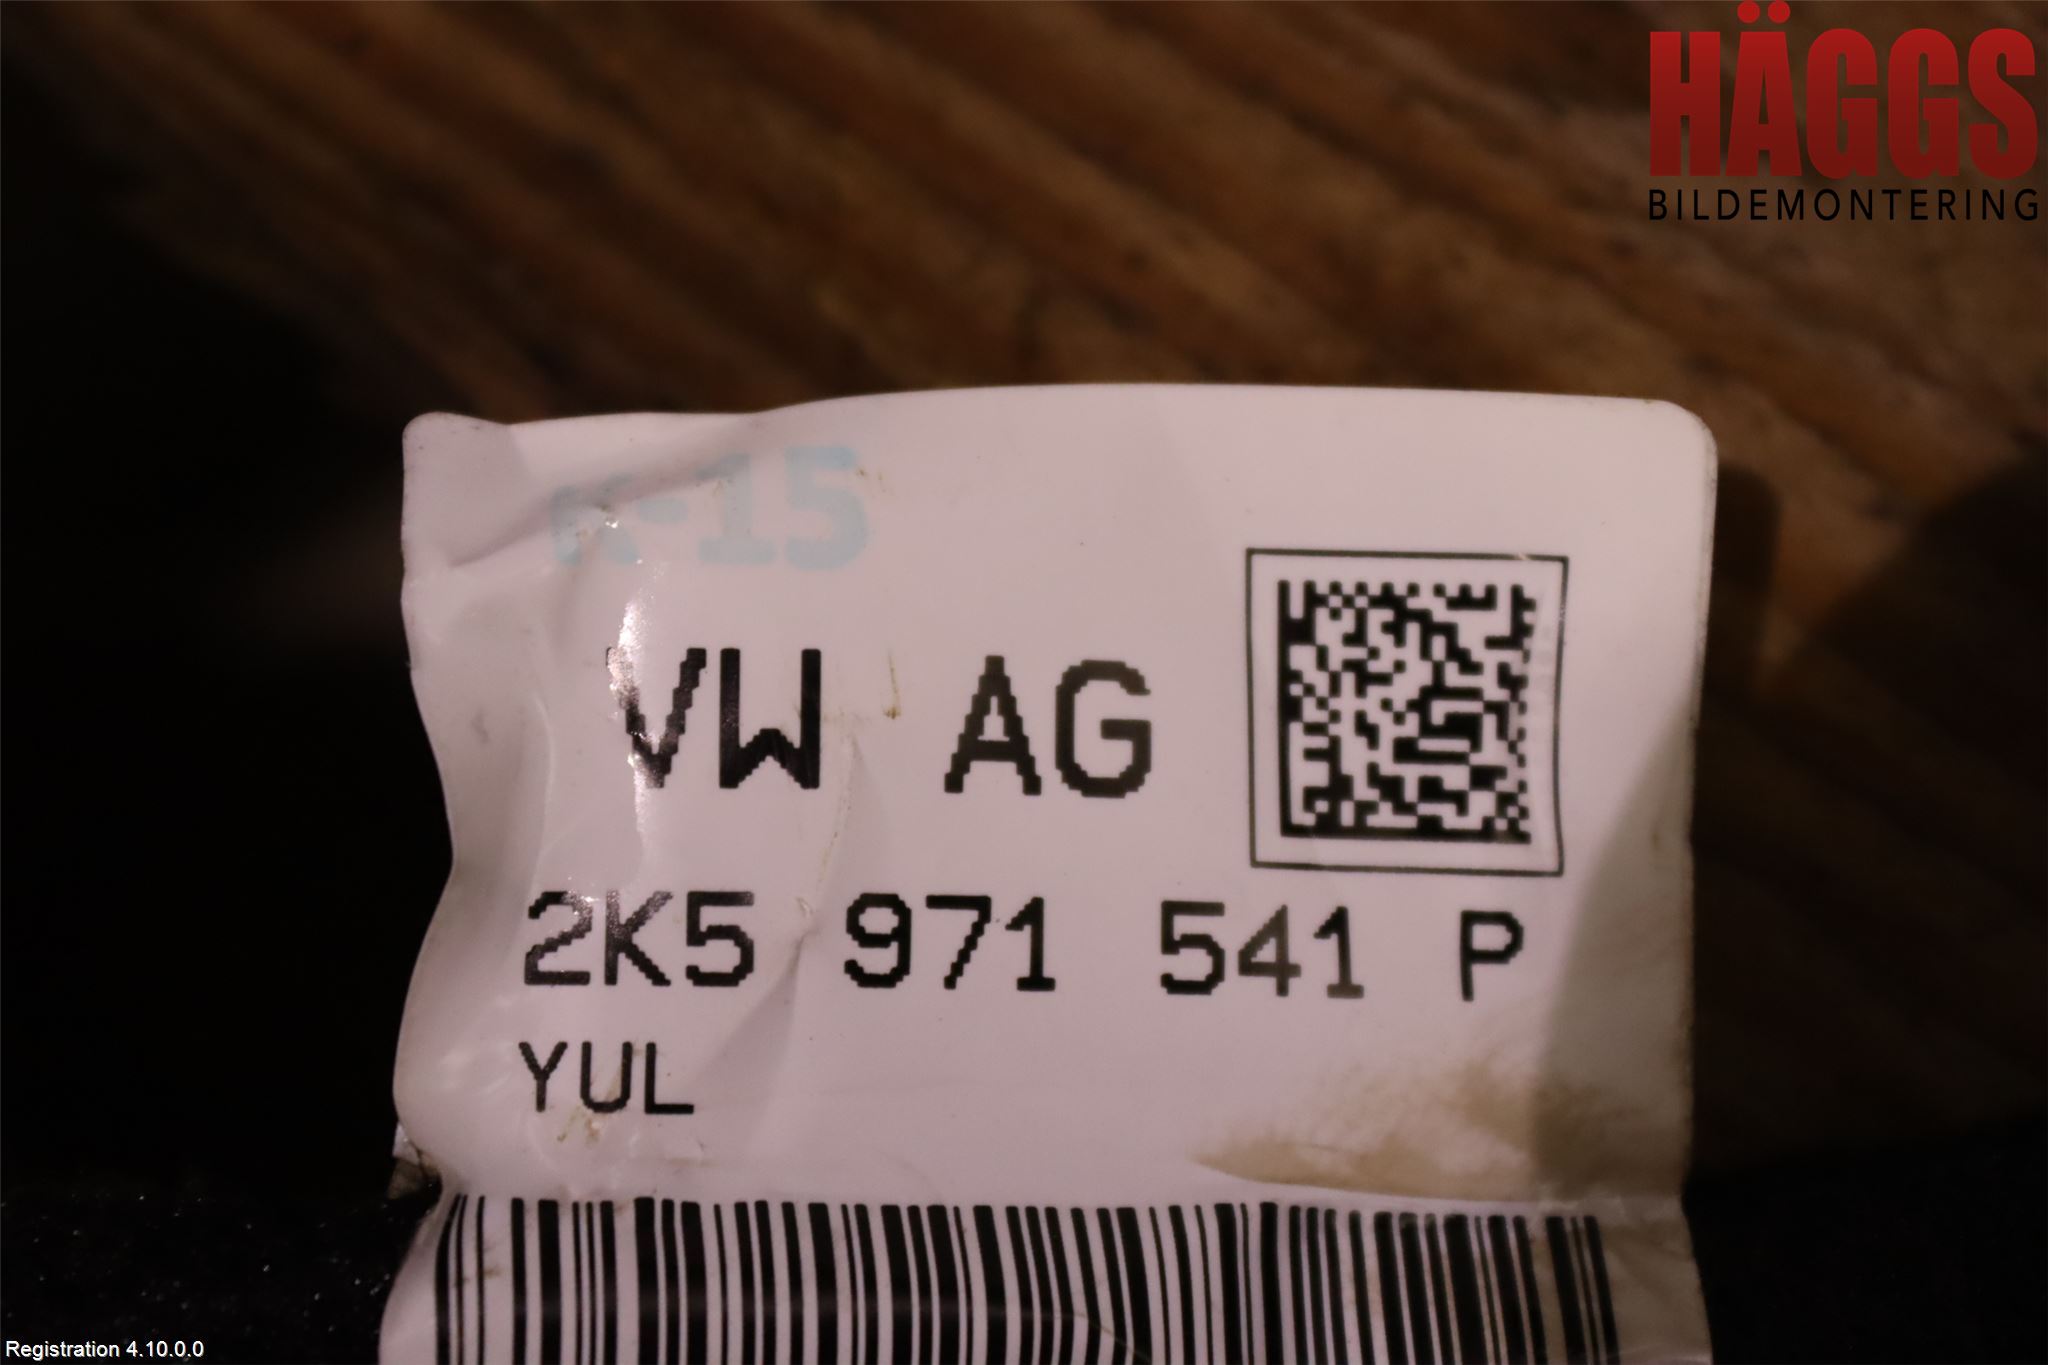 HÄGGS
BILDEMONTERING
K-15
VW AG
2K5 971 541 P
YUL
Registration 4.10.0.0